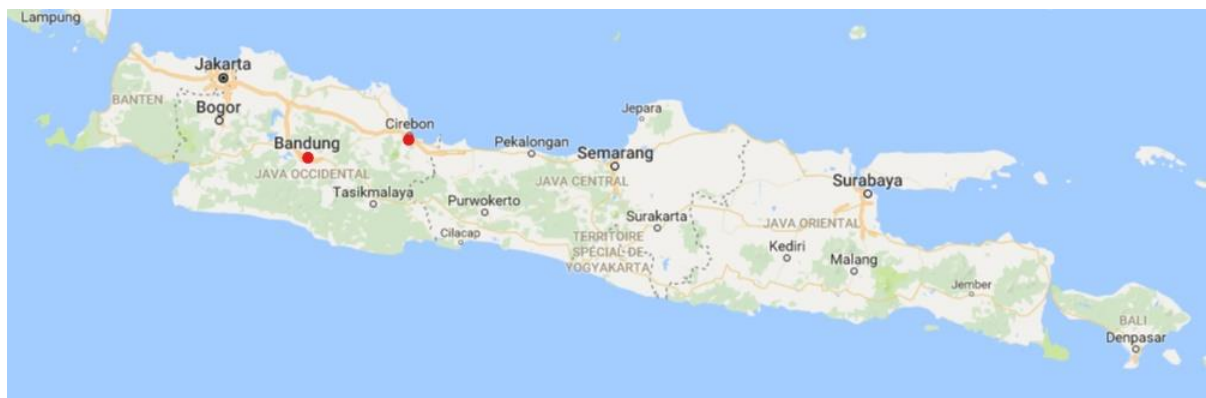 Lampung
Jakarta
BANTEN
Bogor
Cirebon
Bandung
JAVA OCCIDENTAL
Tasikmalaya
Jepara
Pekalongan
Semarang
JAVA CENTRAL
Purwokerto
Cilacap
Surakarta
TERRITOIRE
SPÉCIAL DE
YOGYAKARTA
Surabaya
JAVA ORIENTAL
Kediri
Malang
Jember
BALI
Denpasar